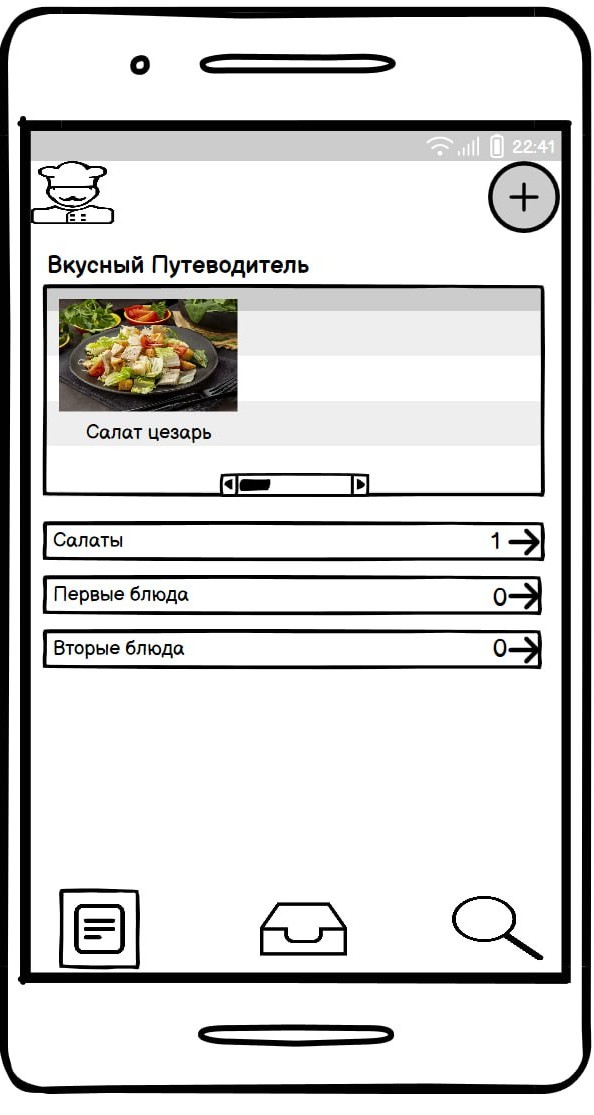 22:41
Вкусный Путеводитель
Салат цезарь
Салаты 1
Первые блюда 0
Вторые блюда 0